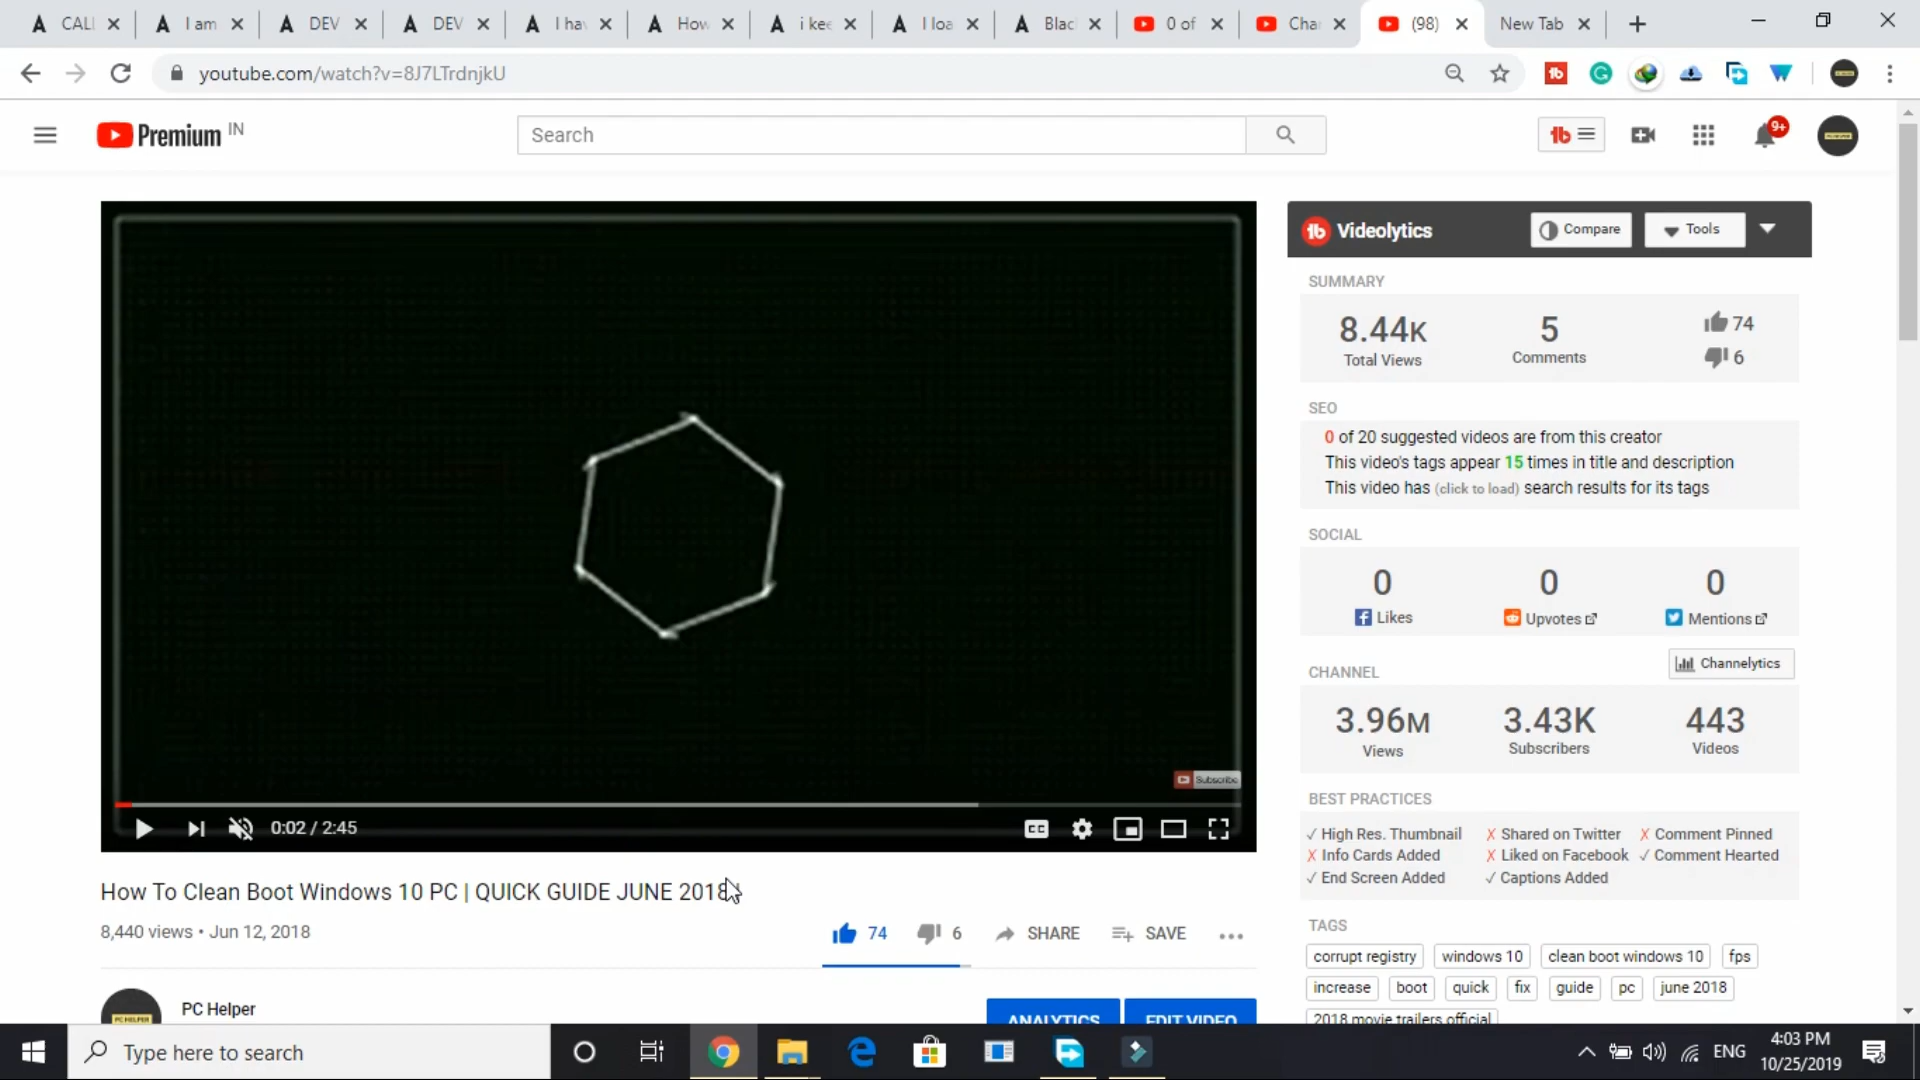 CALL
I am
DEV
DEV
I hav
How
i kee
I loa
Blac
0 of
Cha
(98)
New Tab
youtube.com/watch?v=8J7LTrdnjkU
Premium IN
Search
9+
Videolytics
Compare
Tools
SUMMARY
8.44K
Total Views
5
Comments
74
6
SEO
0 of 20 suggested videos are from this creator
This video's tags appear 15 times in title and description
This video has (click to load) search results for its tags
SOCIAL
0
Likes
0
Upvotes
0
Mentions
CHANNEL
Channelytics
3.96M
Views
3.43K
Subscribers
443
Videos
BEST PRACTICES
✓ High Res. Thumbnail
✗ Shared on Twitter
✗ Comment Pinned
✗ Info Cards Added
✗ Liked on Facebook
✓ Comment Hearted
✓ End Screen Added
✓ Captions Added
TAGS
corrupt registry
windows 10
clean boot windows 10
fps
increase
boot
quick
fix
guide
pc
june 2018
2018 movie trailers official
Subscribe
0:02 / 2:45
CC
How To Clean Boot Windows 10 PC | QUICK GUIDE JUNE 2018
8,440 views • Jun 12, 2018
74
6
SHARE
SAVE
PC HELPER
PC Helper
ANALYTICS
EDIT VIDEO
Type here to search
ENG
4:03 PM
10/25/2019